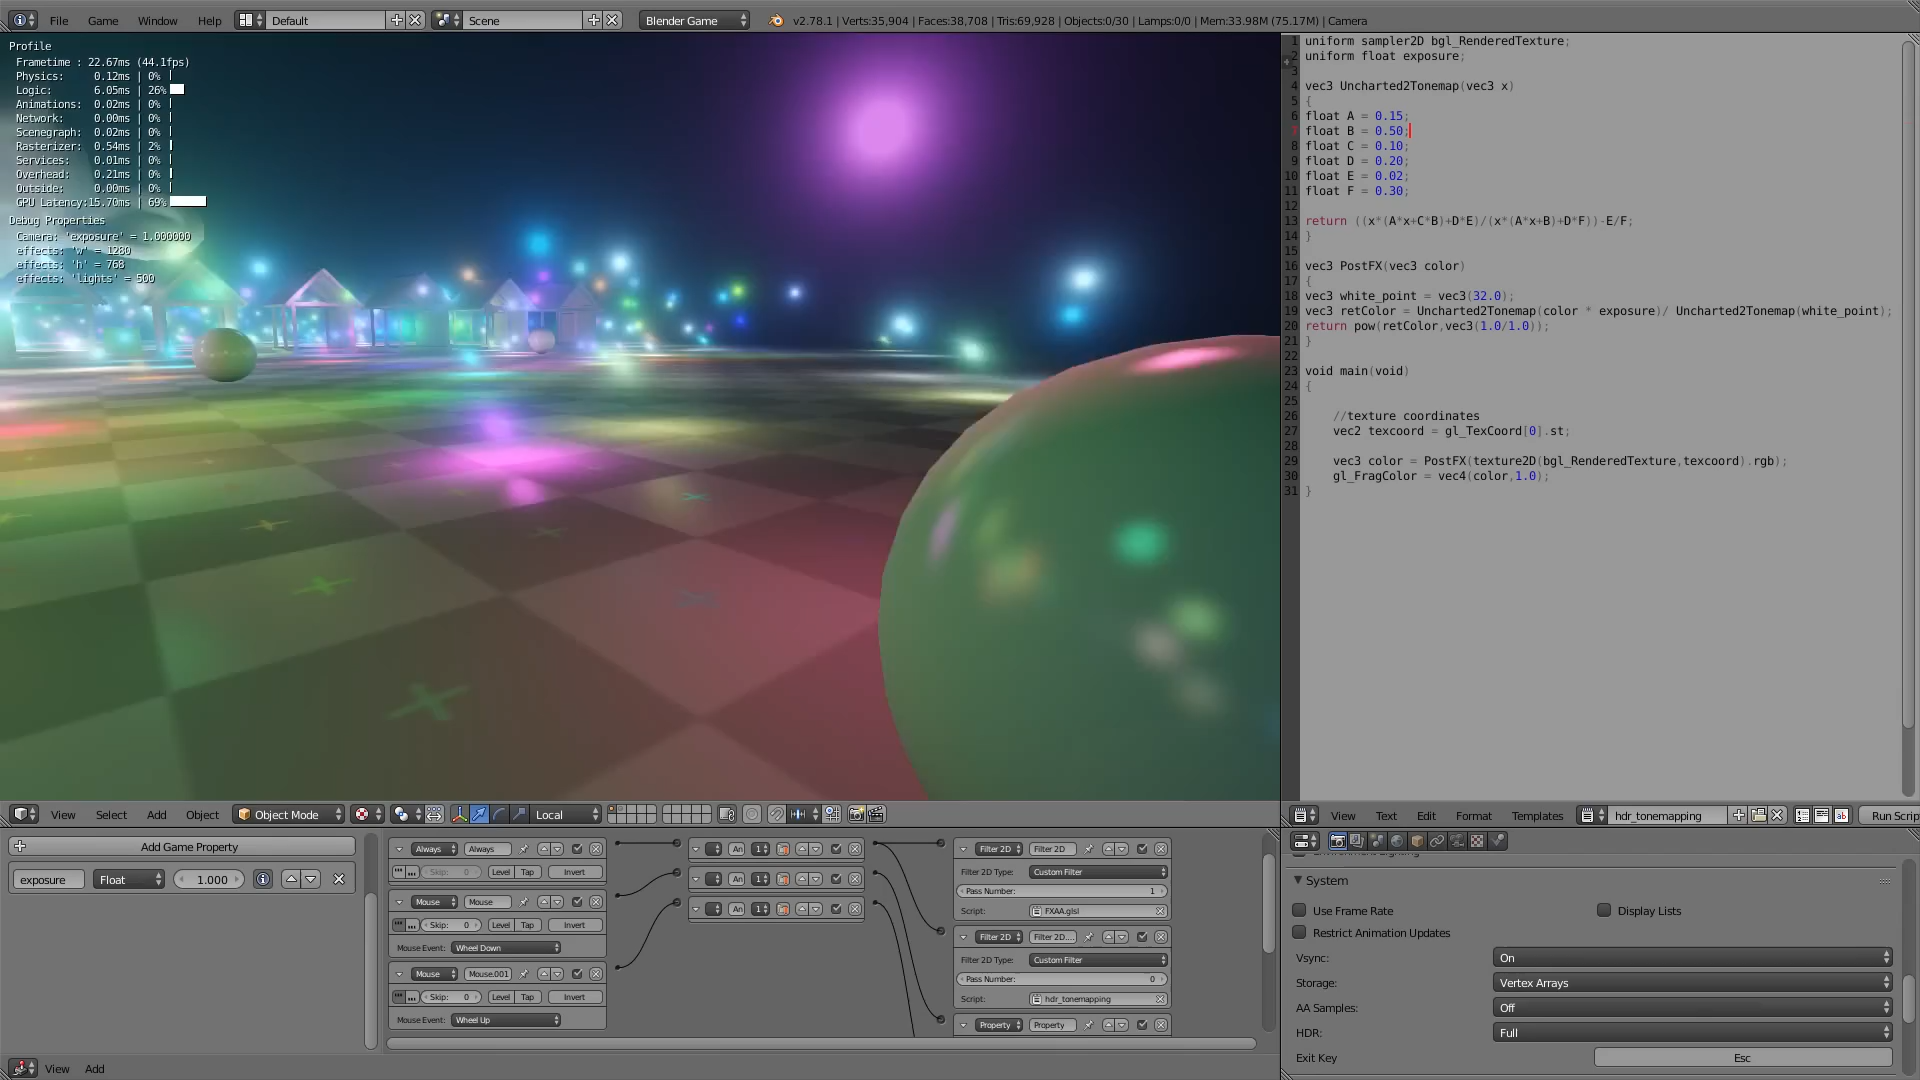 File Game Window Help Default Scene Blender Game v2.78.1 | Verts:35,904 | Faces:38,708 | Tris:69,928 | Objects:0/30 | Lamps:0/0 | Mem:33.98M (75.17M) | Camera
Profile
Frametime : 22.67ms (44.1fps)
Physics: 0.12ms | 0%
Logic: 6.05ms | 26%
Animations: 0.02ms | 0%
Network: 0.00ms | 0%
Scenegraph: 0.02ms | 0%
Rasterizer: 0.54ms | 2%
Services: 0.01ms | 0%
Overhead: 0.21ms | 0%
Outside: 0.00ms | 0%
GPU Latency:15.70ms | 69%
Debug Properties
Camera: 'exposure' = 1.000000
effects: 'w' = 1280
effects: 'h' = 768
effects: 'lights' = 500
1 uniform sampler2D bgl_RenderedTexture;
2 uniform float exposure;
3
4 vec3 Uncharted2Tonemap(vec3 x)
5 {
6 float A = 0.15;
7 float B = 0.50;
8 float C = 0.10;
9 float D = 0.20;
10 float E = 0.02;
11 float F = 0.30;
12
13 return ((x*(A*x+C*B)+D*E)/(x*(A*x+B)+D*F))-E/F;
14 }
15
16 vec3 PostFX(vec3 color)
17 {
18 vec3 white_point = vec3(32.0);
19 vec3 retColor = Uncharted2Tonemap(color * exposure)/ Uncharted2Tonemap(white_point);
20 return pow(retColor,vec3(1.0/1.0));
21 }
22
23 void main(void)
24 {
25
26 //texture coordinates
27 vec2 texcoord = gl_TexCoord[0].st;
28
29 vec3 color = PostFX(texture2D(bgl_RenderedTexture,texcoord).rgb);
30 gl_FragColor = vec4(color,1.0);
31 }
View Select Add Object Object Mode Local
View Text Edit Format Templates hdr_tonemapping Run Scrip
Add Game Property
exposure Float 1.000
Always Always
Skip: 0 Level Tap Invert
Mouse Mouse
Skip: 0 Level Tap Invert
Mouse Event: Wheel Down
Mouse Mouse.001
Skip: 0 Level Tap Invert
Mouse Event: Wheel Up
An 1
An 1
An 1
Filter 2D Filter 2D
Filter 2D Type: Custom Filter
Pass Number: 1
Script: FXAA.glsl
Filter 2D Filter 2D....
Filter 2D Type: Custom Filter
Pass Number: 0
Script: hdr_tonemapping
Property Property
System
Use Frame Rate Display Lists
Restrict Animation Updates
Vsync: On
Storage: Vertex Arrays
AA Samples: Off
HDR: Full
Exit Key Esc
View Add